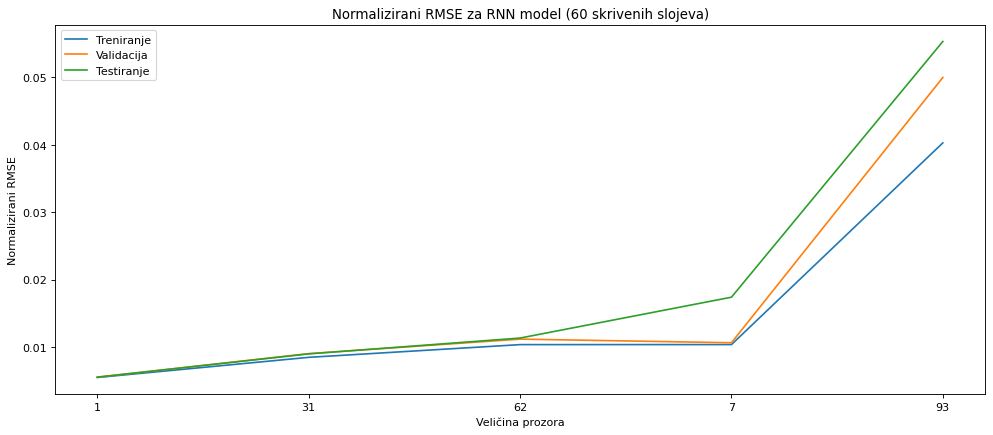 Normalizirani RMSE za RNN model (60 skrivenih slojeva)
Treniranje
Validacija
Testiranje
Normalizirani RMSE
0.05
0.04
0.03
0.02
0.01
1 31 62 7 93
Veličina prozora